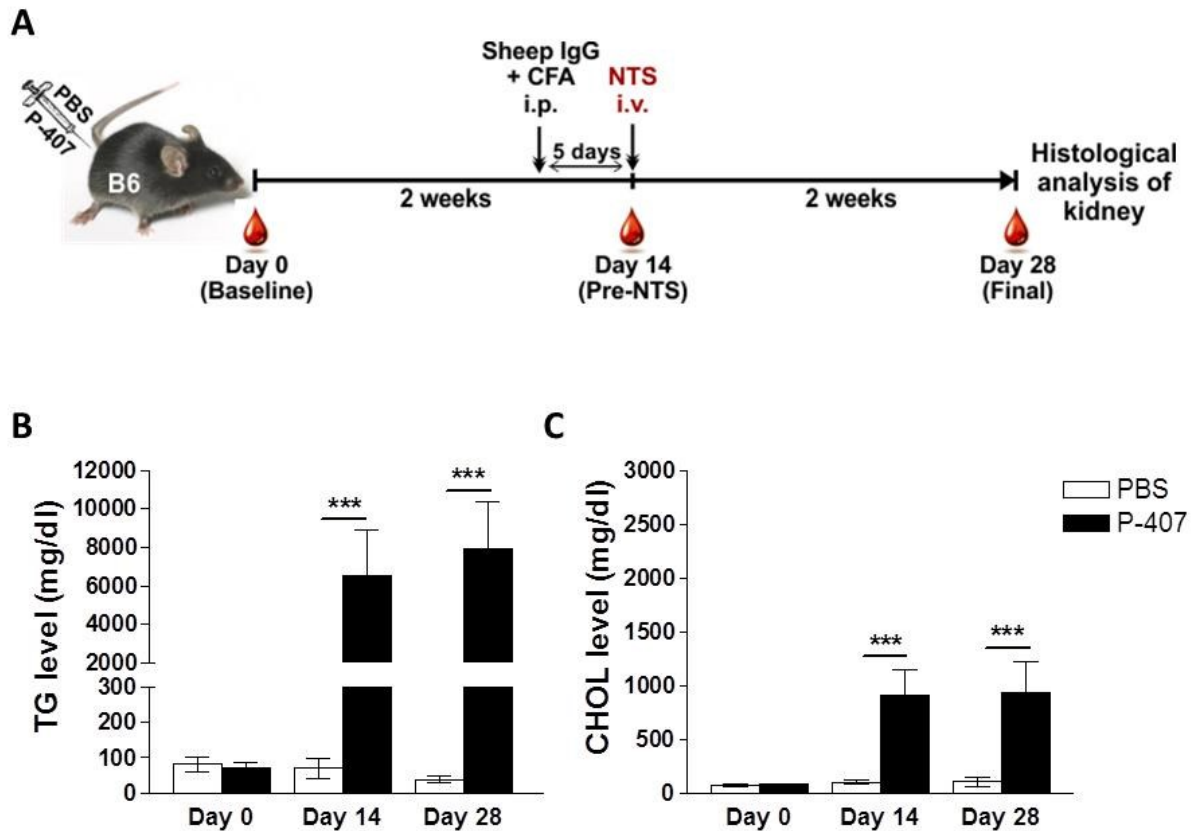 A
PBS
P-407
B6
Sheep IgG
+ CFA
i.p.
NTS
i.v.
5 days
2 weeks
2 weeks
Histological
analysis of
kidney
Day 0
(Baseline)
Day 14
(Pre-NTS)
Day 28
(Final)
B
TG level (mg/dl)
12000
10000
8000
6000
4000
2000
300
200
100
0
***
***
Day 0
Day 14
Day 28
C
CHOL level (mg/dl)
3000
2500
2000
1500
1000
500
0
***
***
Day 0
Day 14
Day 28
PBS
P-407